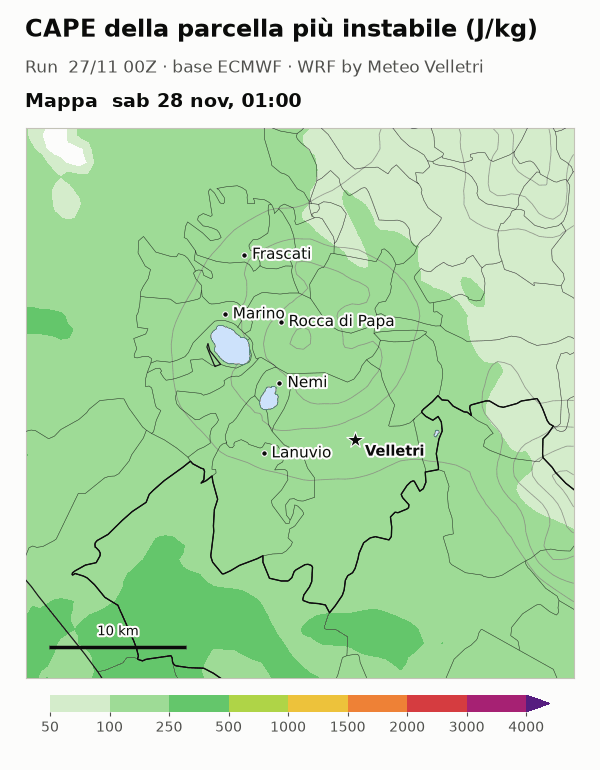 CAPE della parcella più instabile (J/kg)
Run  27/11 00Z · base ECMWF · WRF by Meteo Velletri
Mappa  sab 28 nov, 01:00
Frascati
Marino
Rocca di Papa
Nemi
Velletri
Lanuvio
10 km
50 100 250 500 1000 1500 2000 3000 4000